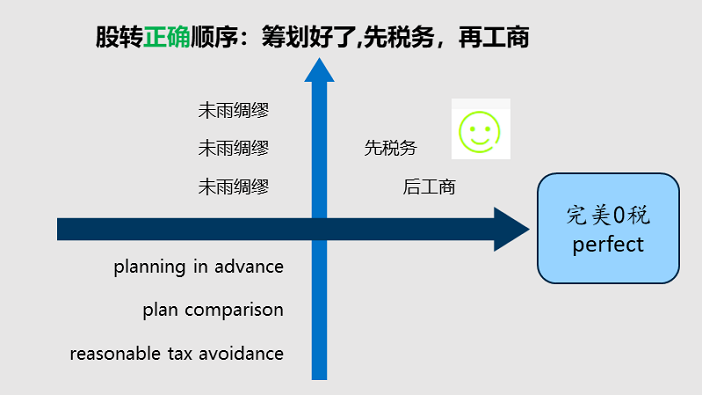 股转正确顺序：筹划好了,先税务，再工商
未雨绸缪
未雨绸缪
先税务
未雨绸缪
后工商
完美0税
perfect
planning in advance
plan comparison
reasonable tax avoidance